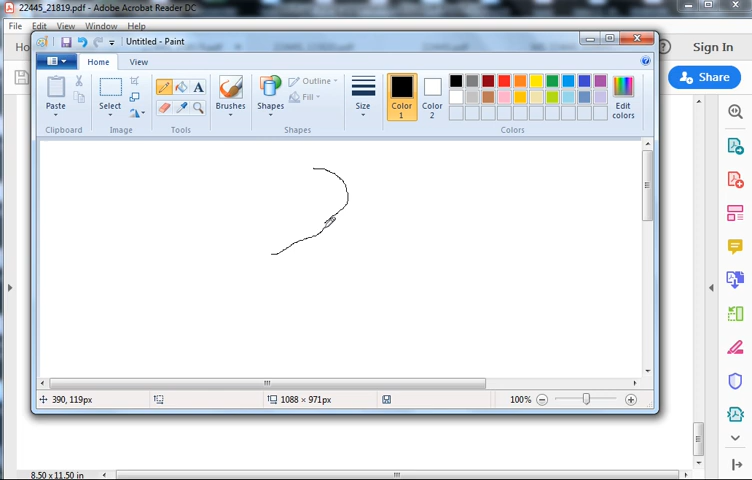 22445_21819.pdf - Adobe Acrobat Reader DC
File Edit View Window Help
Sign In
Share
Untitled - Paint
Home View
Paste
Select
Brushes
Shapes
Outline
Fill
Size
Color 1
Color 2
Edit colors
Clipboard Image Tools Shapes Colors
390, 119px
1088 × 971px
100%
8.50 x 11.50 in